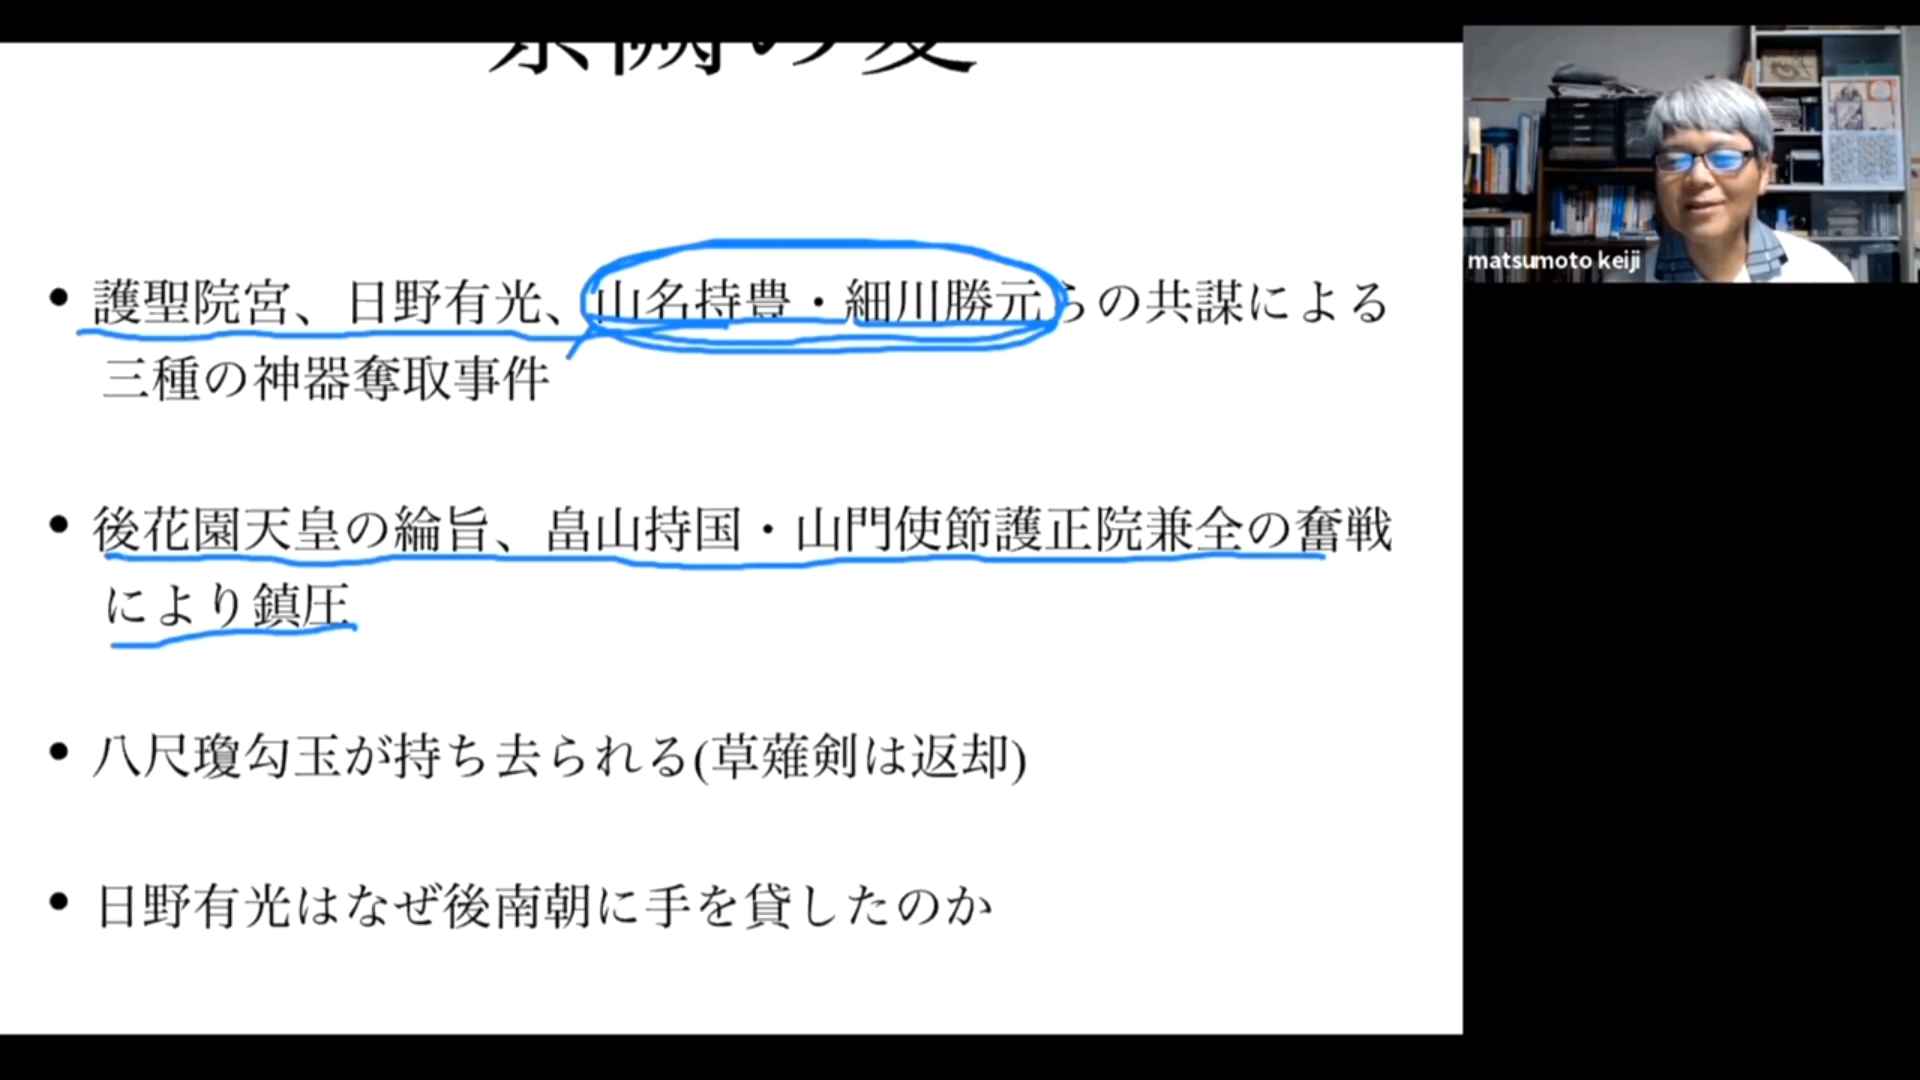 禁闕の変
護聖院宮、日野有光、山名持豊・細川勝元らの共謀による
三種の神器奪取事件
後花園天皇の綸旨、畠山持国・山門使節護正院兼全の奮戦
により鎮圧
八尺瓊勾玉が持ち去られる(草薙剣は返却)
日野有光はなぜ後南朝に手を貸したのか
matsumoto keiji